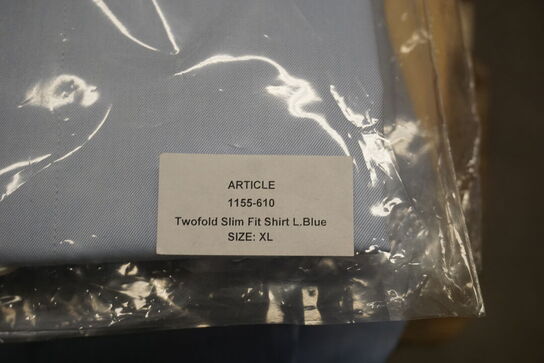 ARTICLE
1155-610
Twofold Slim Fit Shirt L.Blue
SIZE: XL